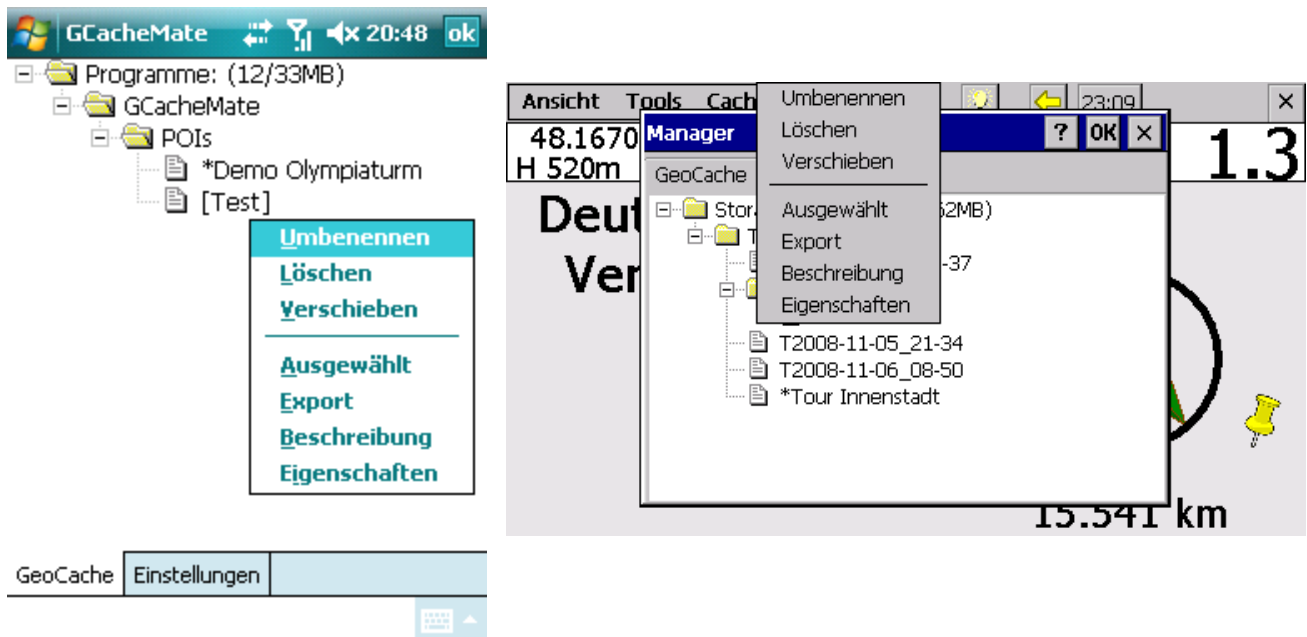 GCacheMate 20:48 ok
Programme: (12/33MB)
GCacheMate
POIs
*Demo Olympiaturm
[Test]
Umbenennen
Löschen
Verschieben
Ausgewählt
Export
Beschreibung
Eigenschaften
GeoCache Einstellungen
Ansicht Tools Cach 23:09
48.1670 1.3
H 520m
Deut
Ver
15.541 km
Manager ? OK
GeoCache
Stor 62MB)
T
-37
T2008-11-05_21-34
T2008-11-06_08-50
*Tour Innenstadt
Umbenennen
Löschen
Verschieben
Ausgewählt
Export
Beschreibung
Eigenschaften